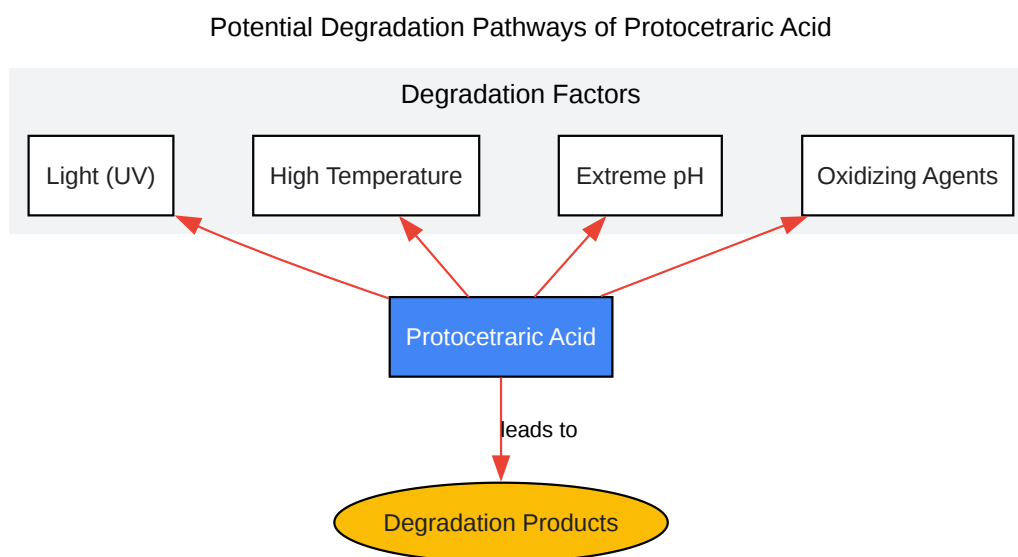 Potential Degradation Pathways of Protocetraric Acid
Degradation Factors
Light (UV)
High Temperature
Extreme pH
Oxidizing Agents
Protocetraric Acid
leads to
Degradation Products